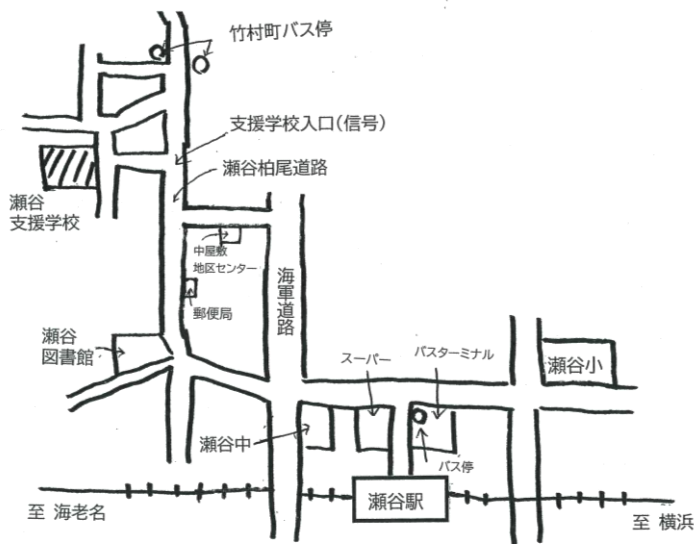 竹村町バス停
支援学校入口(信号)
瀬谷柏尾道路
瀬谷
支援学校
中屋敷
地区センター
海軍道路
郵便局
瀬谷
図書館
スーパー
バスターミナル
瀬谷小
瀬谷中
バス停
瀬谷駅
至 海老名
至 横浜